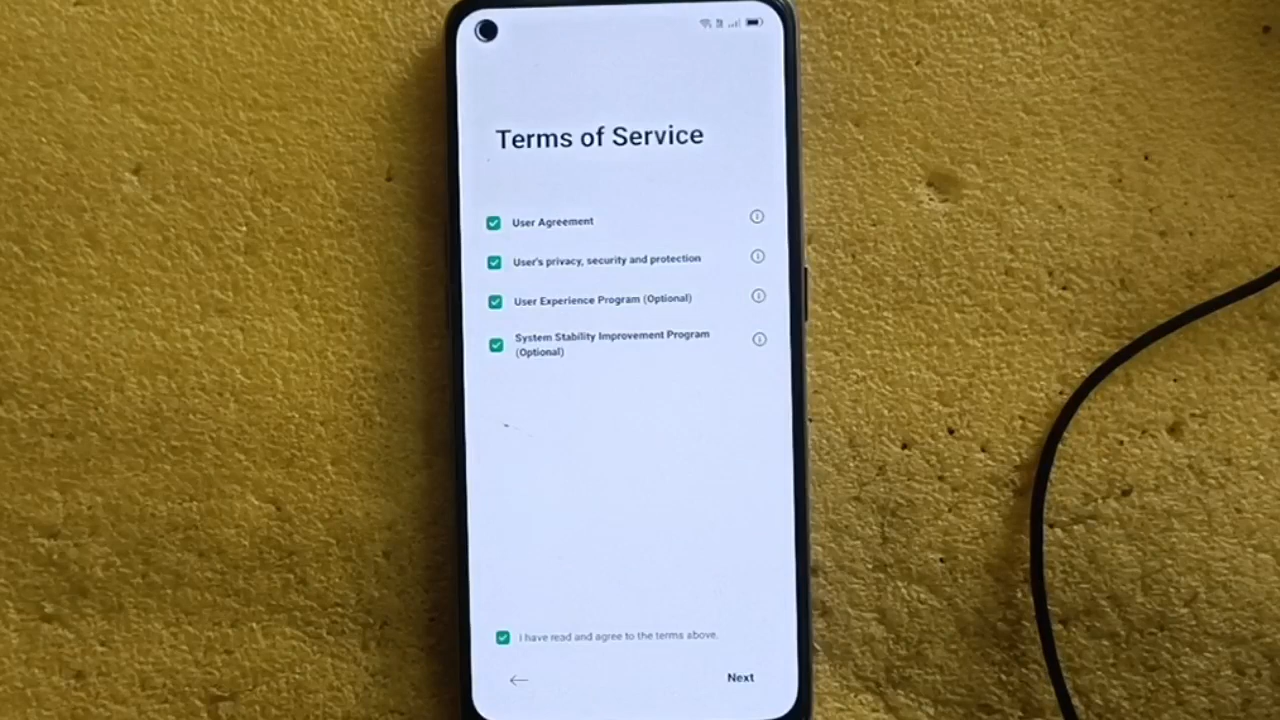 Terms of Service
User Agreement
User's privacy, security and protection
User Experience Program (Optional)
System Stability Improvement Program
(Optional)
I have read and agree to the terms above.
Next